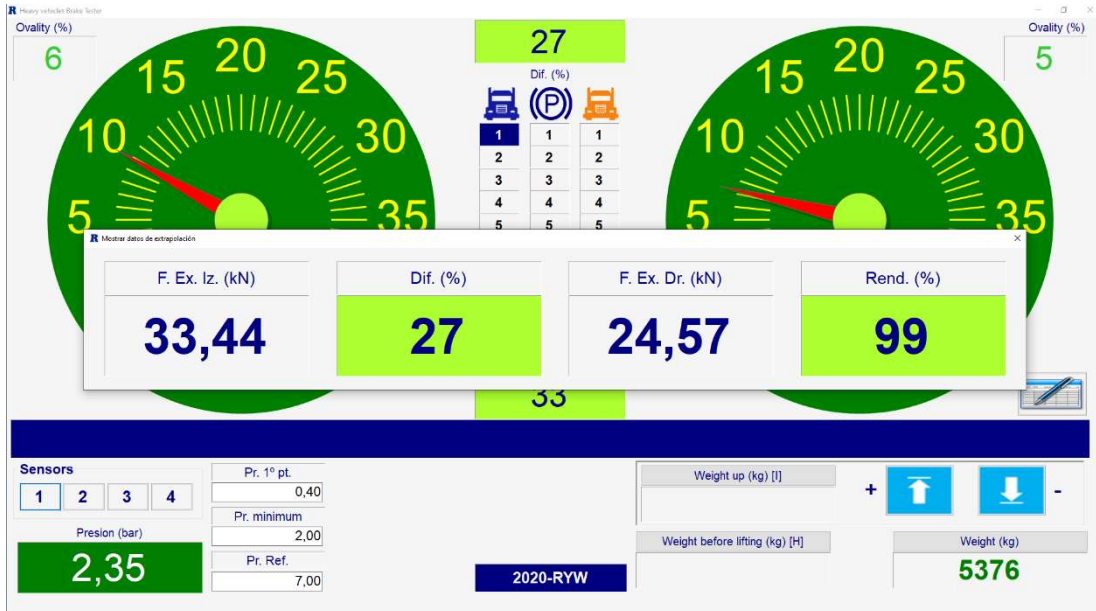 R Heavy vehicles Brake Tester
Ovality (%)
6
5 10 15 20 25 30 35
27
Dif. (%)
(P)
1 1 1
2 2 2
3 3 3
4 4 4
5 5 5
5 10 15 20 25 30 35
Ovality (%)
5
R Mostrar datos de extrapolación
F. Ex. Iz. (kN)
33,44
Dif. (%)
27
F. Ex. Dr. (kN)
24,57
Rend. (%)
99
33
Sensors
1 2 3 4
Presion (bar)
2,35
Pr. 1º pt.
0,40
Pr. minimum
2,00
Pr. Ref.
7,00
2020-RYW
Weight up (kg) [I]
+ -
Weight before lifting (kg) [H]
Weight (kg)
5376